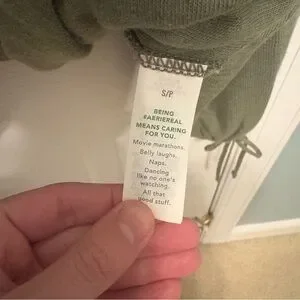 S/P
BEING
#AERIEREAL
MEANS CARING
FOR YOU.
Movie marathons.
Belly laughs.
Naps.
Dancing
like no one's
watching.
All that
good stuff.